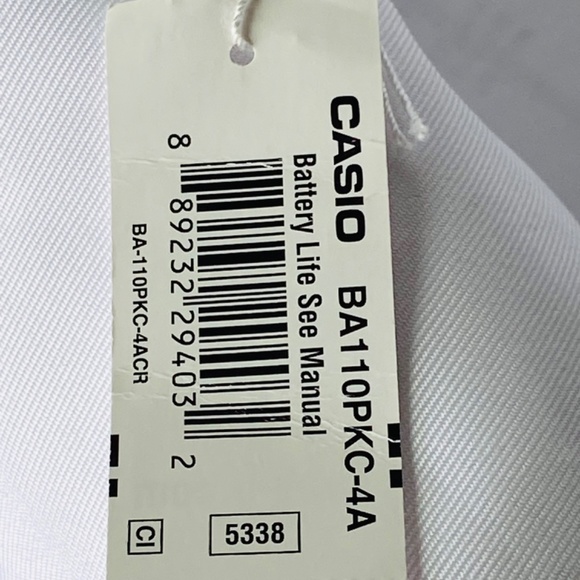 CASIO BA110PKC-4A
Battery Life See Manual
8 89232 29403 2
BA-110PKC-4ACR
5338
CI